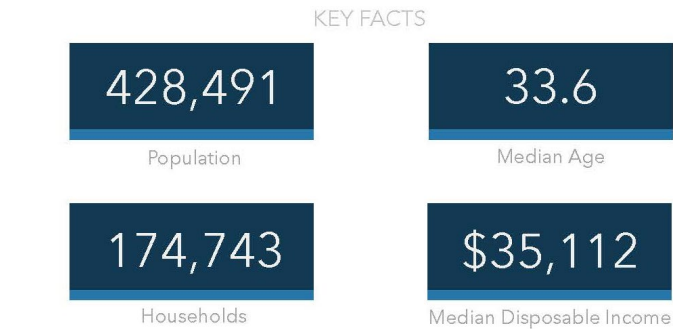 KEY FACTS
428,491
33.6
Population
Median Age
174,743
$35,112
Households
Median Disposable Income